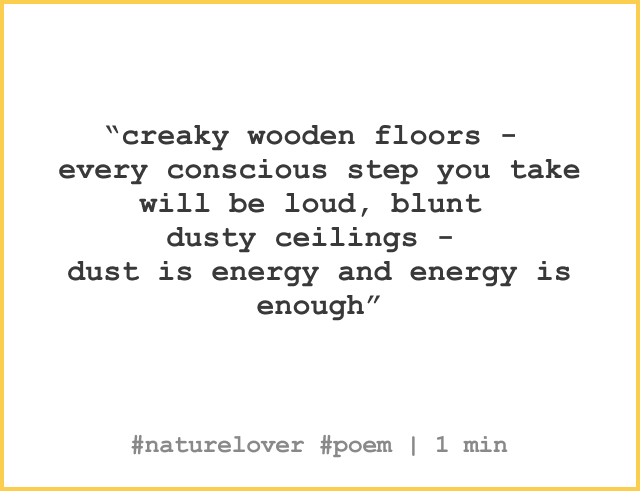 “creaky wooden floors -
every conscious step you take
will be loud, blunt
dusty ceilings -
dust is energy and energy is
enough”
#naturelover #poem | 1 min